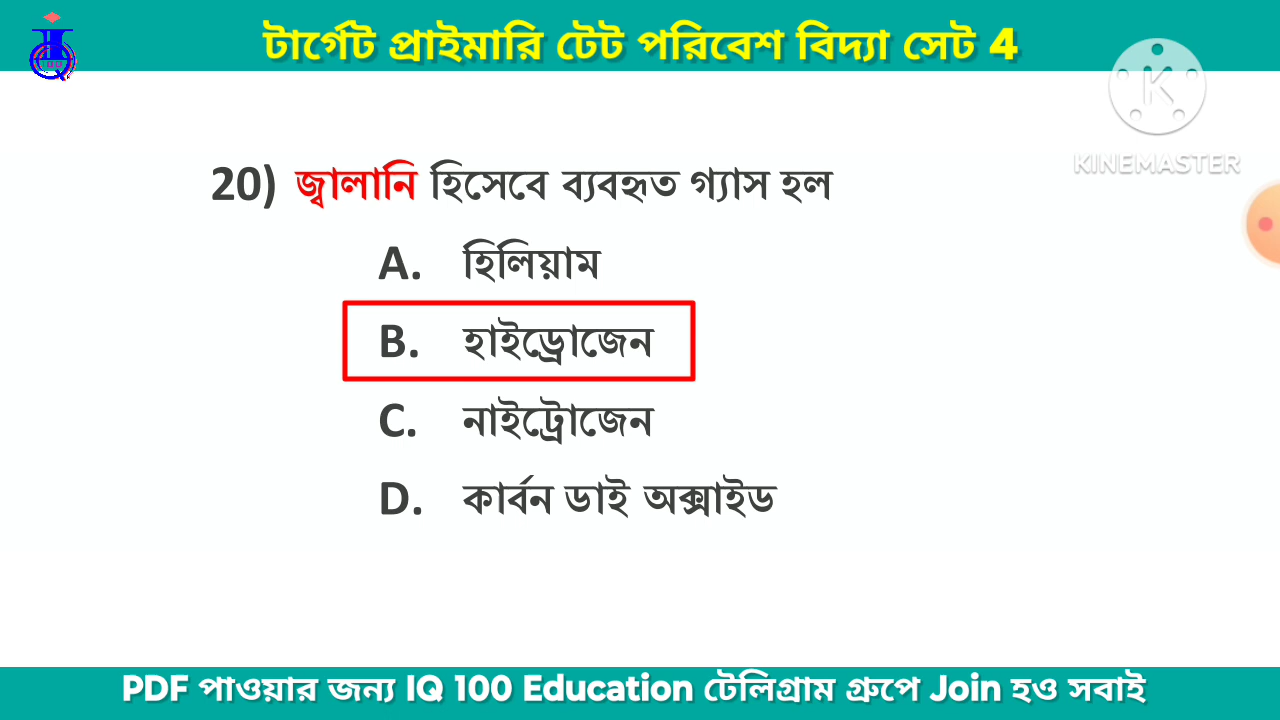 টার্গেট প্রাইমারি টেট পরিবেশ বিদ্যা সেট 4
KINEMASTER
20) জ্বালানি হিসেবে ব্যবহৃত গ্যাস হল
A. হিলিয়াম
B. হাইড্রোজেন
C. নাইট্রোজেন
D. কার্বন ডাই অক্সাইড
PDF পাওয়ার জন্য IQ 100 Education টেলিগ্রাম গ্রুপে Join হও সবাই